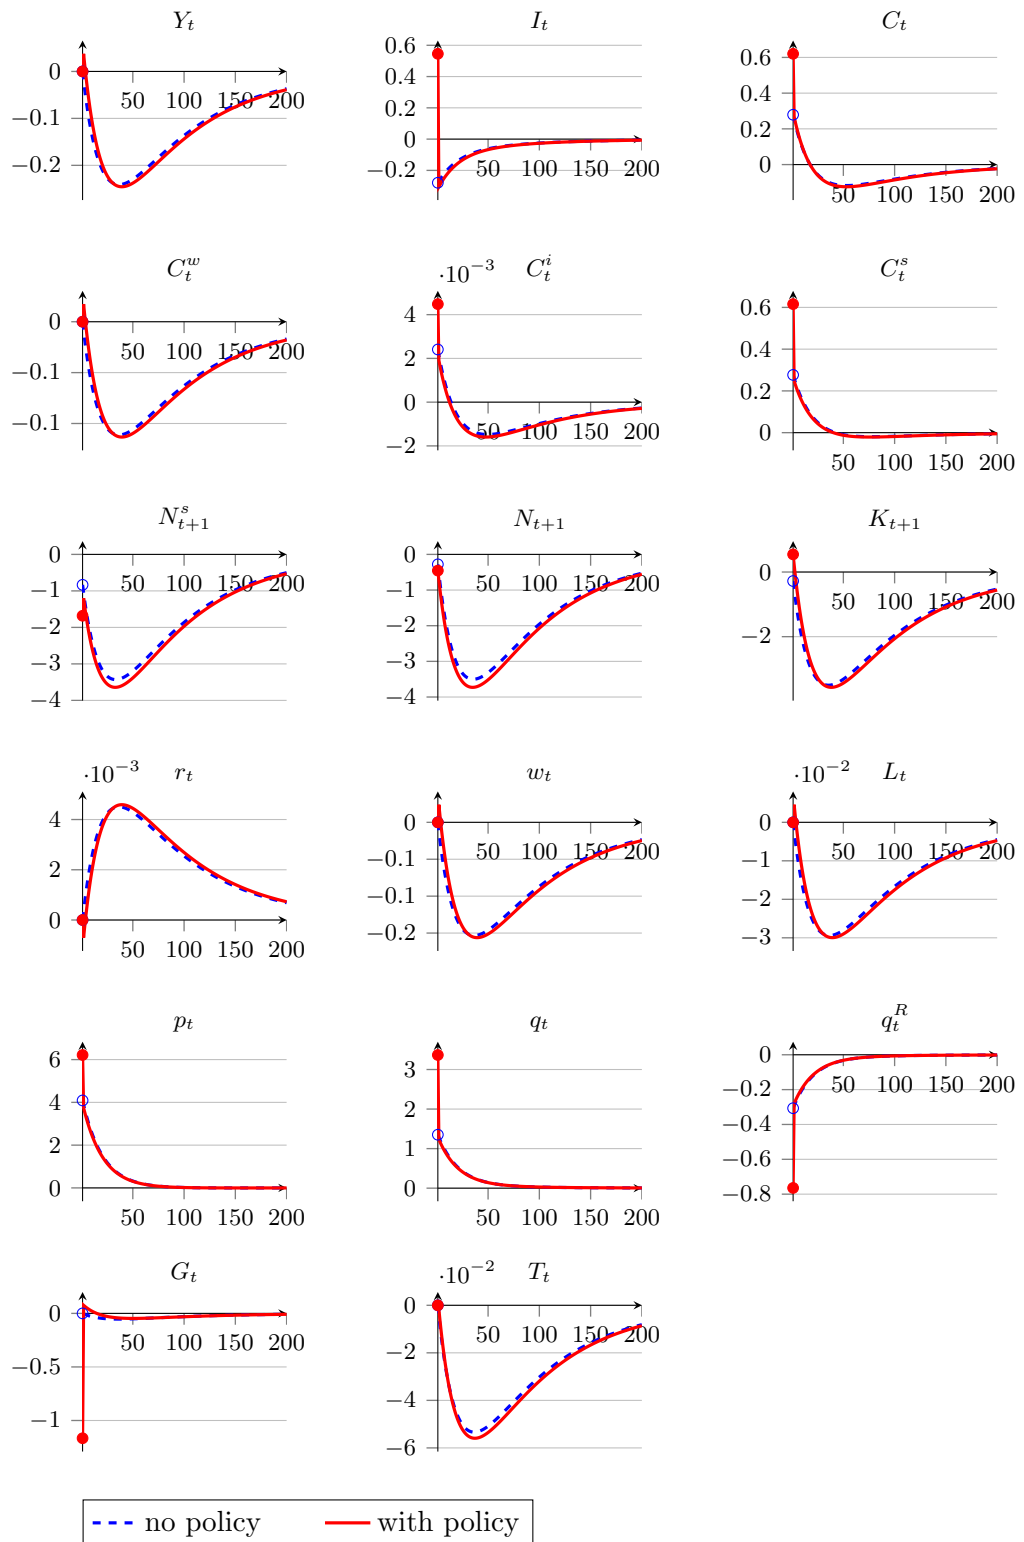 Y_t I_t C_t
0 −0.1 −0.2 50 100 150 200
0.6 0.4 0.2 0 −0.2 50 100 150 200
0.6 0.4 0.2 0 50 100 150 200
C_t^w ·10^−3 C_t^i C_t^s
0 −0.1 −0.1 50 100 150 200
4 2 0 −2 50 100 150 200
0.6 0.4 0.2 0 50 100 150 200
N_{t+1}^s N_{t+1} K_{t+1}
0 −1 −2 −3 −4 50 100 150 200
0 −1 −2 −3 −4 50 100 150 200
0 −2 50 100 150 200
·10^−3 r_t w_t ·10^−2 L_t
4 2 0 50 100 150 200
0 −0.1 −0.1 −0.2 50 100 150 200
0 −1 −2 −3 50 100 150 200
p_t q_t q_t^R
6 4 2 0 50 100 150 200
3 2 1 0 50 100 150 200
0 −0.2 −0.4 −0.6 −0.8 50 100 150 200
G_t ·10^−2 T_t
0 −0.5 −1 50 100 150 200
0 −2 −4 −6 50 100 150 200
no policy with policy